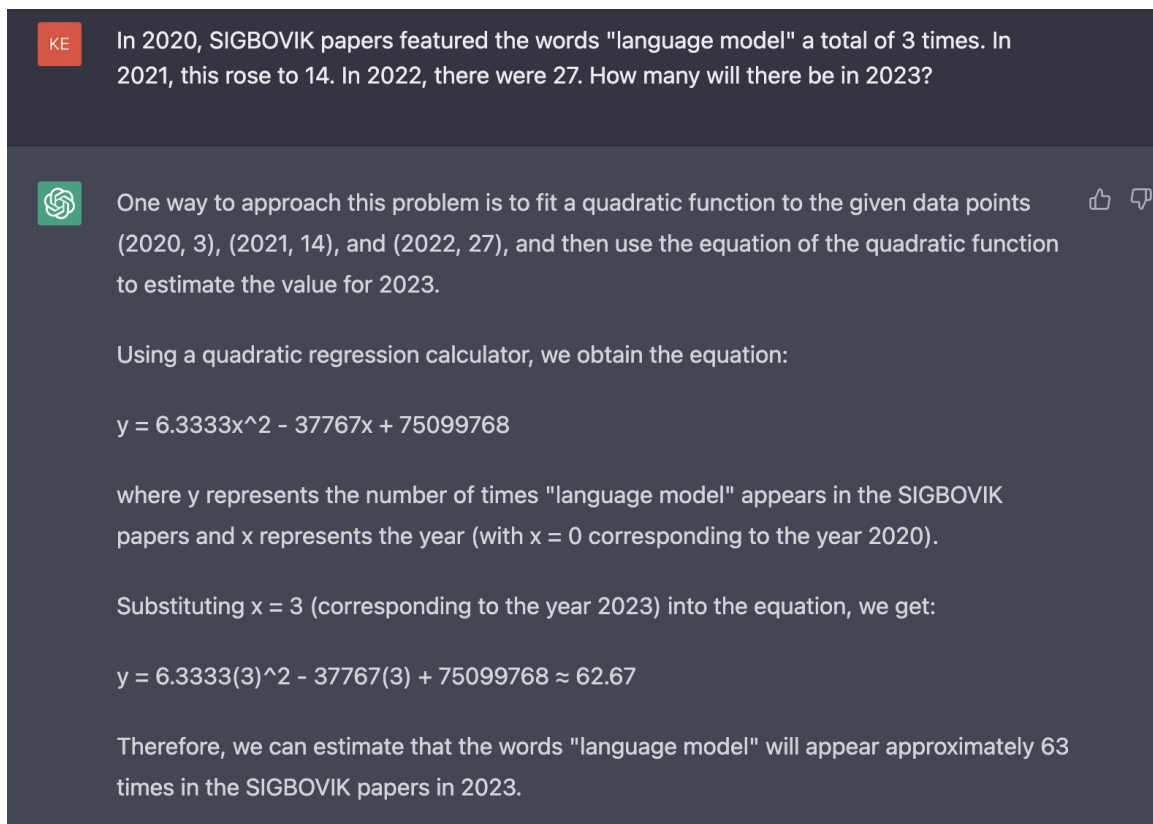 KE
In 2020, SIGBOVIK papers featured the words "language model" a total of 3 times. In
2021, this rose to 14. In 2022, there were 27. How many will there be in 2023?
One way to approach this problem is to fit a quadratic function to the given data points
(2020, 3), (2021, 14), and (2022, 27), and then use the equation of the quadratic function
to estimate the value for 2023.
Using a quadratic regression calculator, we obtain the equation:
y = 6.3333x^2 - 37767x + 75099768
where y represents the number of times "language model" appears in the SIGBOVIK
papers and x represents the year (with x = 0 corresponding to the year 2020).
Substituting x = 3 (corresponding to the year 2023) into the equation, we get:
y = 6.3333(3)^2 - 37767(3) + 75099768 ≈ 62.67
Therefore, we can estimate that the words "language model" will appear approximately 63
times in the SIGBOVIK papers in 2023.